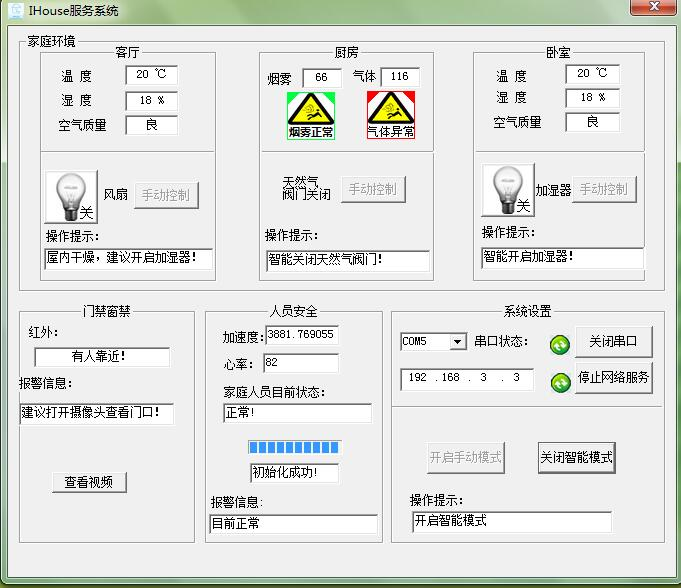 IHouse服务系统
家庭环境
客厅
温 度
20 ℃
湿 度
18 %
空气质量
良
关
风扇
手动控制
操作提示:
屋内干燥，建议开启加湿器!
厨房
烟雾
66
气体
116
烟雾正常
气体异常
天然气
阀门关闭
手动控制
操作提示:
智能关闭天然气阀门!
卧室
温 度
20 ℃
湿 度
18 %
空气质量
良
关
加湿器
手动控制
操作提示:
智能开启加湿器!
门禁窗禁
红外:
有人靠近!
报警信息:
建议打开摄像头查看门口!
查看视频
人员安全
加速度:
3881.769055
心率:
82
家庭人员目前状态:
正常!
初始化成功!
报警信息:
目前正常
系统设置
COM5
串口状态:
关闭串口
192 .168 . 3 . 3
停止网络服务
开启手动模式
关闭智能模式
操作提示:
开启智能模式